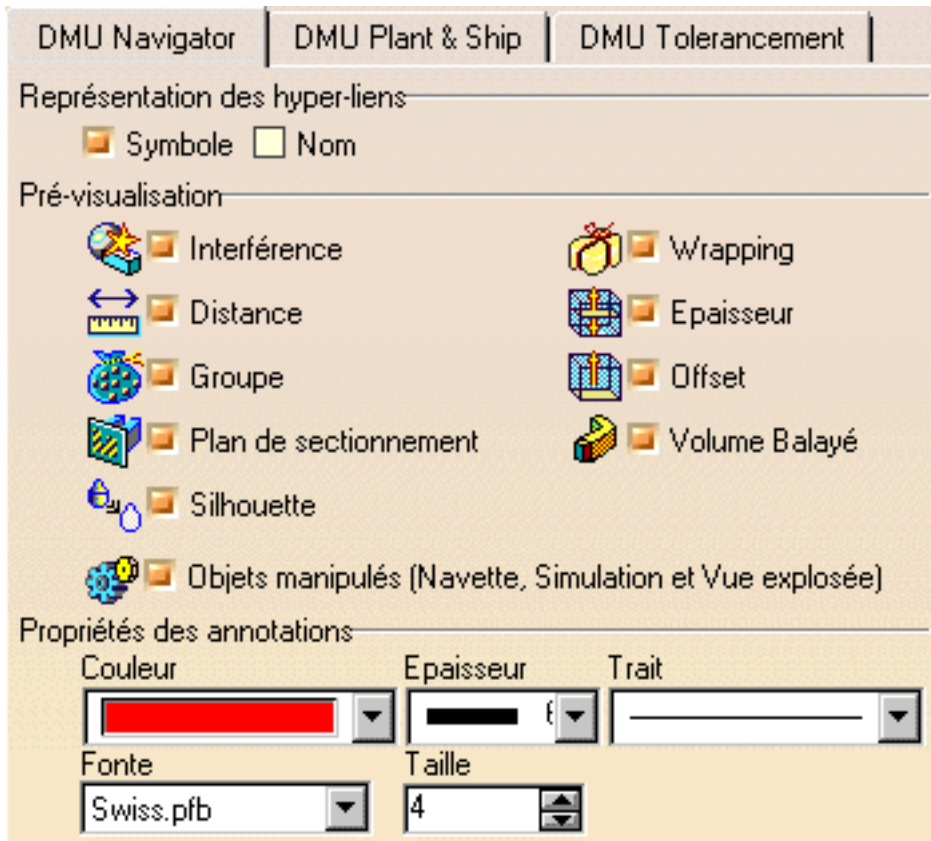 DMU Navigator DMU Plant & Ship DMU Tolerancement
Représentation des hyper-liens
Symbole Nom
Pré-visualisation
Interférence Wrapping
Distance Epaisseur
Groupe Offset
Plan de sectionnement Volume Balayé
Silhouette
Objets manipulés (Navette, Simulation et Vue explosée)
Propriétés des annotations
Couleur Epaisseur Trait
Fonte Taille
Swiss.pfb 4